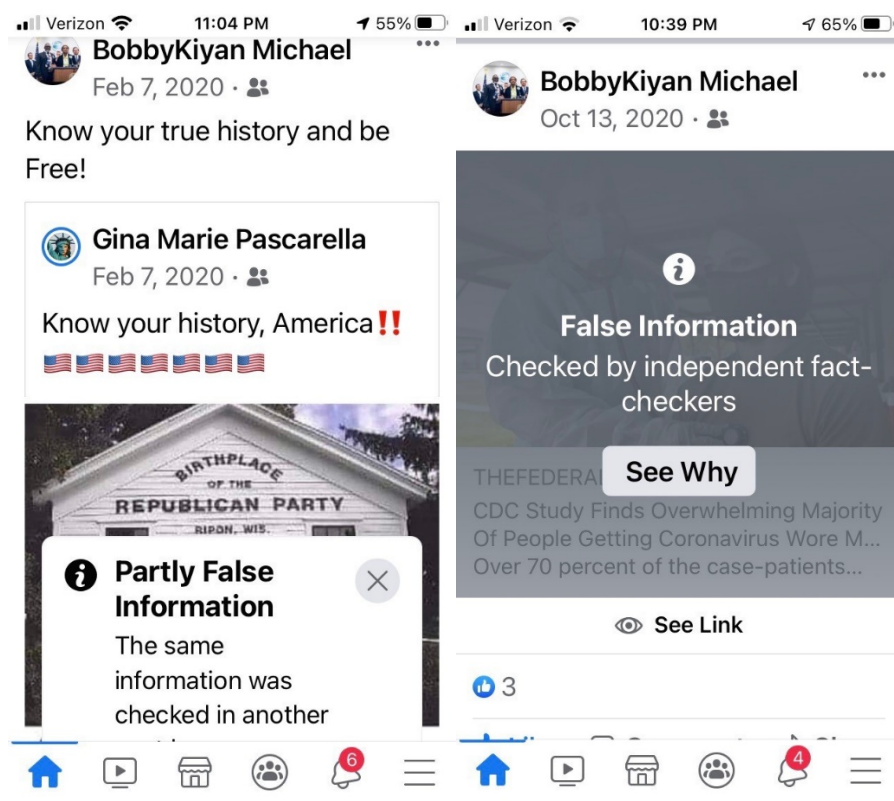 Verizon
11:04 PM
55%
BobbyKiyan Michael
Feb 7, 2020 ·
Know your true history and be
Free!
Gina Marie Pascarella
Feb 7, 2020 ·
Know your history, America‼️
🇺🇸🇺🇸🇺🇸🇺🇸🇺🇸🇺🇸🇺🇸
BIRTHPLACE
OF THE
REPUBLICAN PARTY
RIPON, WIS.
Partly False
Information
The same
information was
checked in another
6
Verizon
10:39 PM
65%
BobbyKiyan Michael
Oct 13, 2020 ·
False Information
Checked by independent fact-
checkers
See Why
THEFEDERA
CDC Study Finds Overwhelming Majority
Of People Getting Coronavirus Wore M...
Over 70 percent of the case-patients...
See Link
3
4